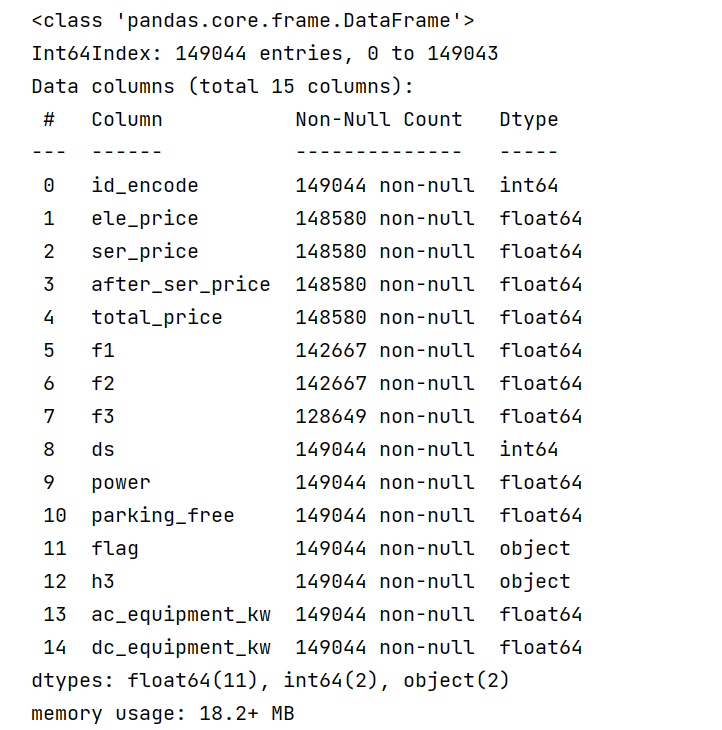 <class 'pandas.core.frame.DataFrame'>
Int64Index: 149044 entries, 0 to 149043
Data columns (total 15 columns):
 #   Column           Non-Null Count   Dtype
---  ------           --------------   -----
 0   id_encode        149044 non-null  int64
 1   ele_price        148580 non-null  float64
 2   ser_price        148580 non-null  float64
 3   after_ser_price  148580 non-null  float64
 4   total_price      148580 non-null  float64
 5   f1               142667 non-null  float64
 6   f2               142667 non-null  float64
 7   f3               128649 non-null  float64
 8   ds               149044 non-null  int64
 9   power            149044 non-null  float64
 10  parking_free     149044 non-null  float64
 11  flag             149044 non-null  object
 12  h3               149044 non-null  object
 13  ac_equipment_kw  149044 non-null  float64
 14  dc_equipment_kw  149044 non-null  float64
dtypes: float64(11), int64(2), object(2)
memory usage: 18.2+ MB